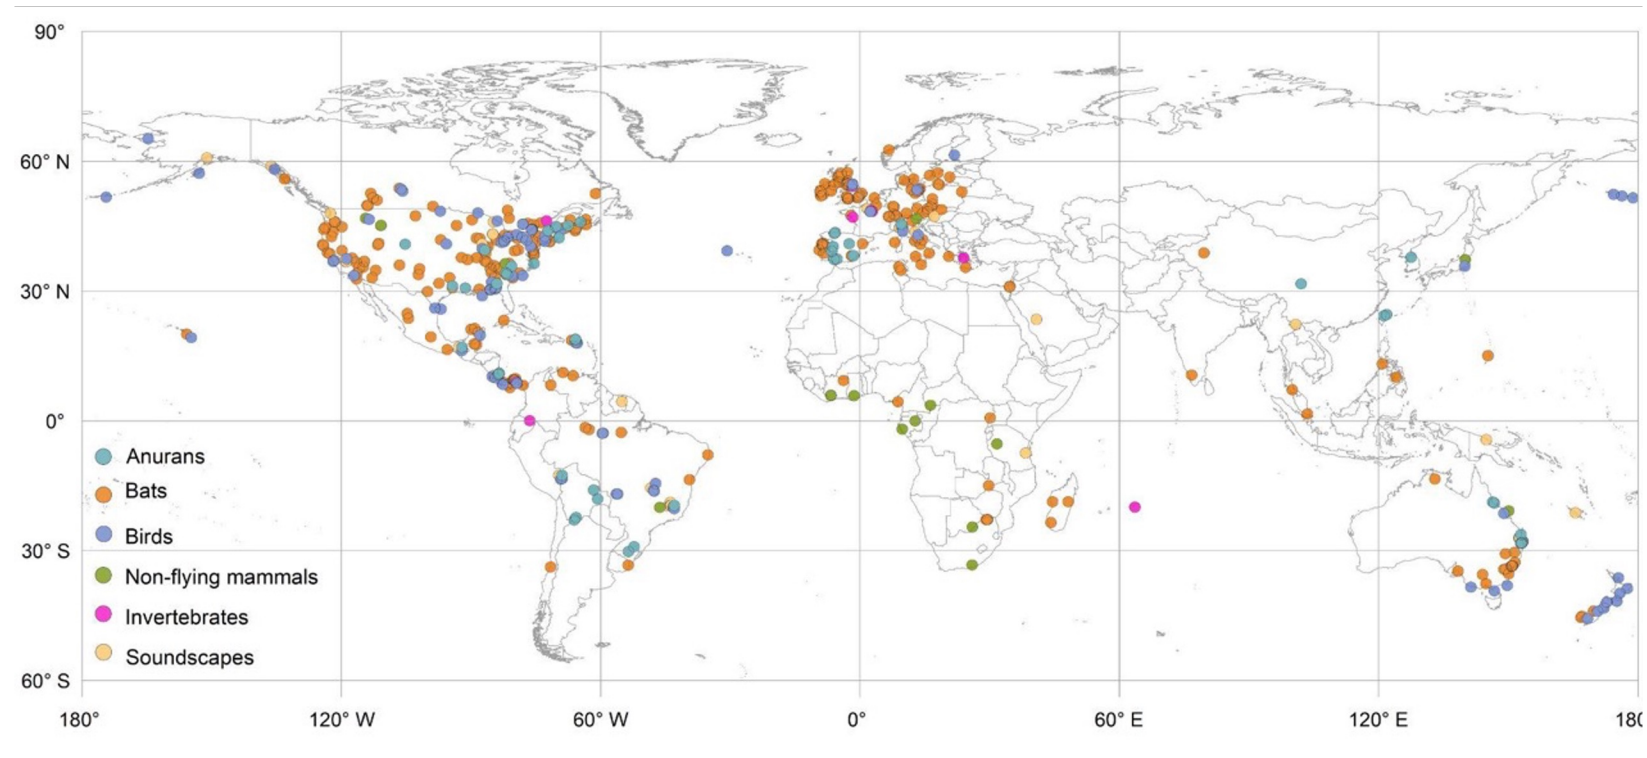 90°
60° N
30° N
0°
30° S
60° S
Anurans
Bats
Birds
Non-flying mammals
Invertebrates
Soundscapes
180° 120° W 60° W 0° 60° E 120° E 180